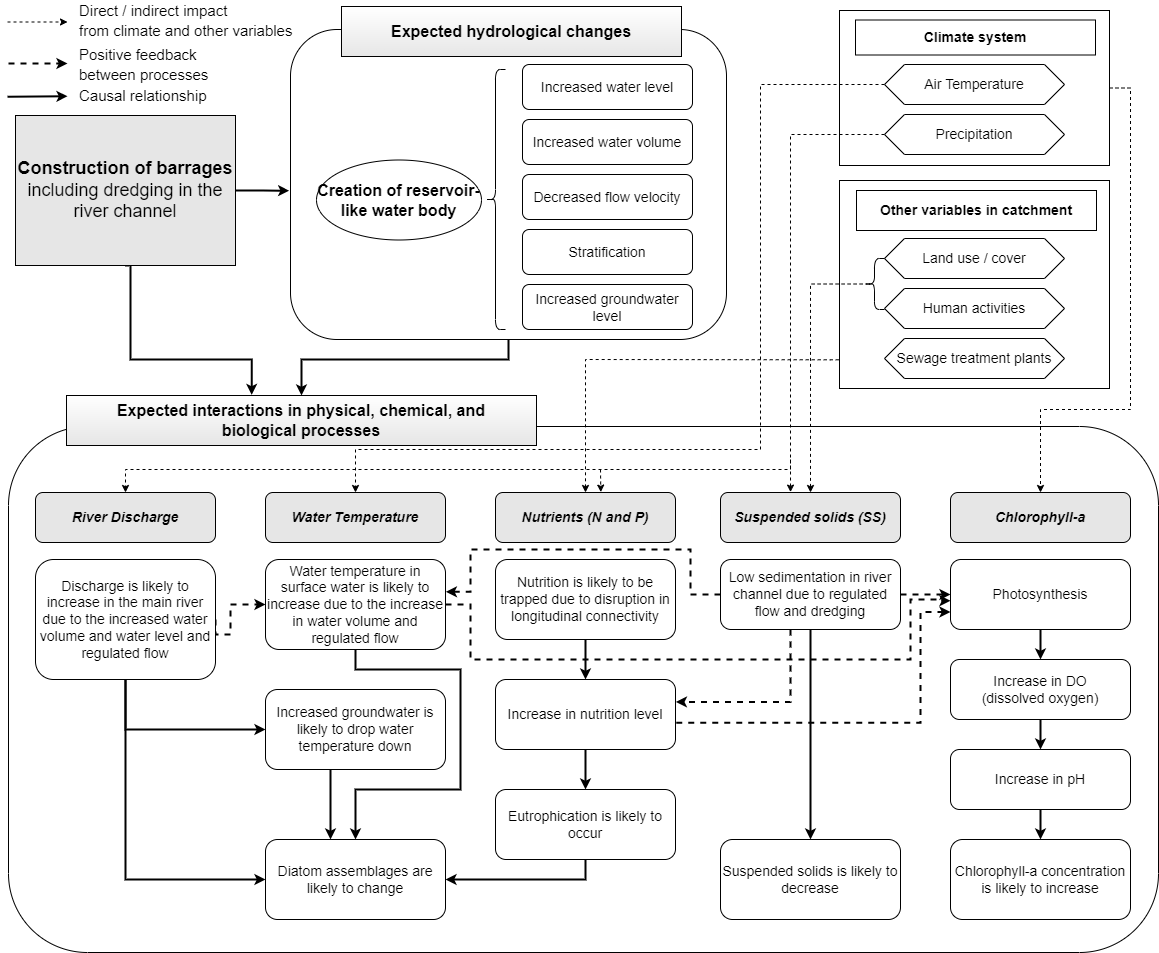 Direct / indirect impact
from climate and other variables
Positive feedback
between processes
Causal relationship
Construction of barrages
including dredging in the
river channel
Expected hydrological changes
Creation of reservoir-
like water body
Increased water level
Increased water volume
Decreased flow velocity
Stratification
Increased groundwater
level
Climate system
Air Temperature
Precipitation
Other variables in catchment
Land use / cover
Human activities
Sewage treatment plants
Expected interactions in physical, chemical, and
biological processes
River Discharge
Discharge is likely to
increase in the main river
due to the increased water
volume and water level and
regulated flow
Water Temperature
Water temperature in
surface water is likely to
increase due to the increase
in water volume and
regulated flow
Increased groundwater is
likely to drop water
temperature down
Diatom assemblages are
likely to change
Nutrients (N and P)
Nutrition is likely to be
trapped due to disruption in
longitudinal connectivity
Increase in nutrition level
Eutrophication is likely to
occur
Suspended solids (SS)
Low sedimentation in river
channel due to regulated
flow and dredging
Suspended solids is likely to
decrease
Chlorophyll-a
Photosynthesis
Increase in DO
(dissolved oxygen)
Increase in pH
Chlorophyll-a concentration
is likely to increase